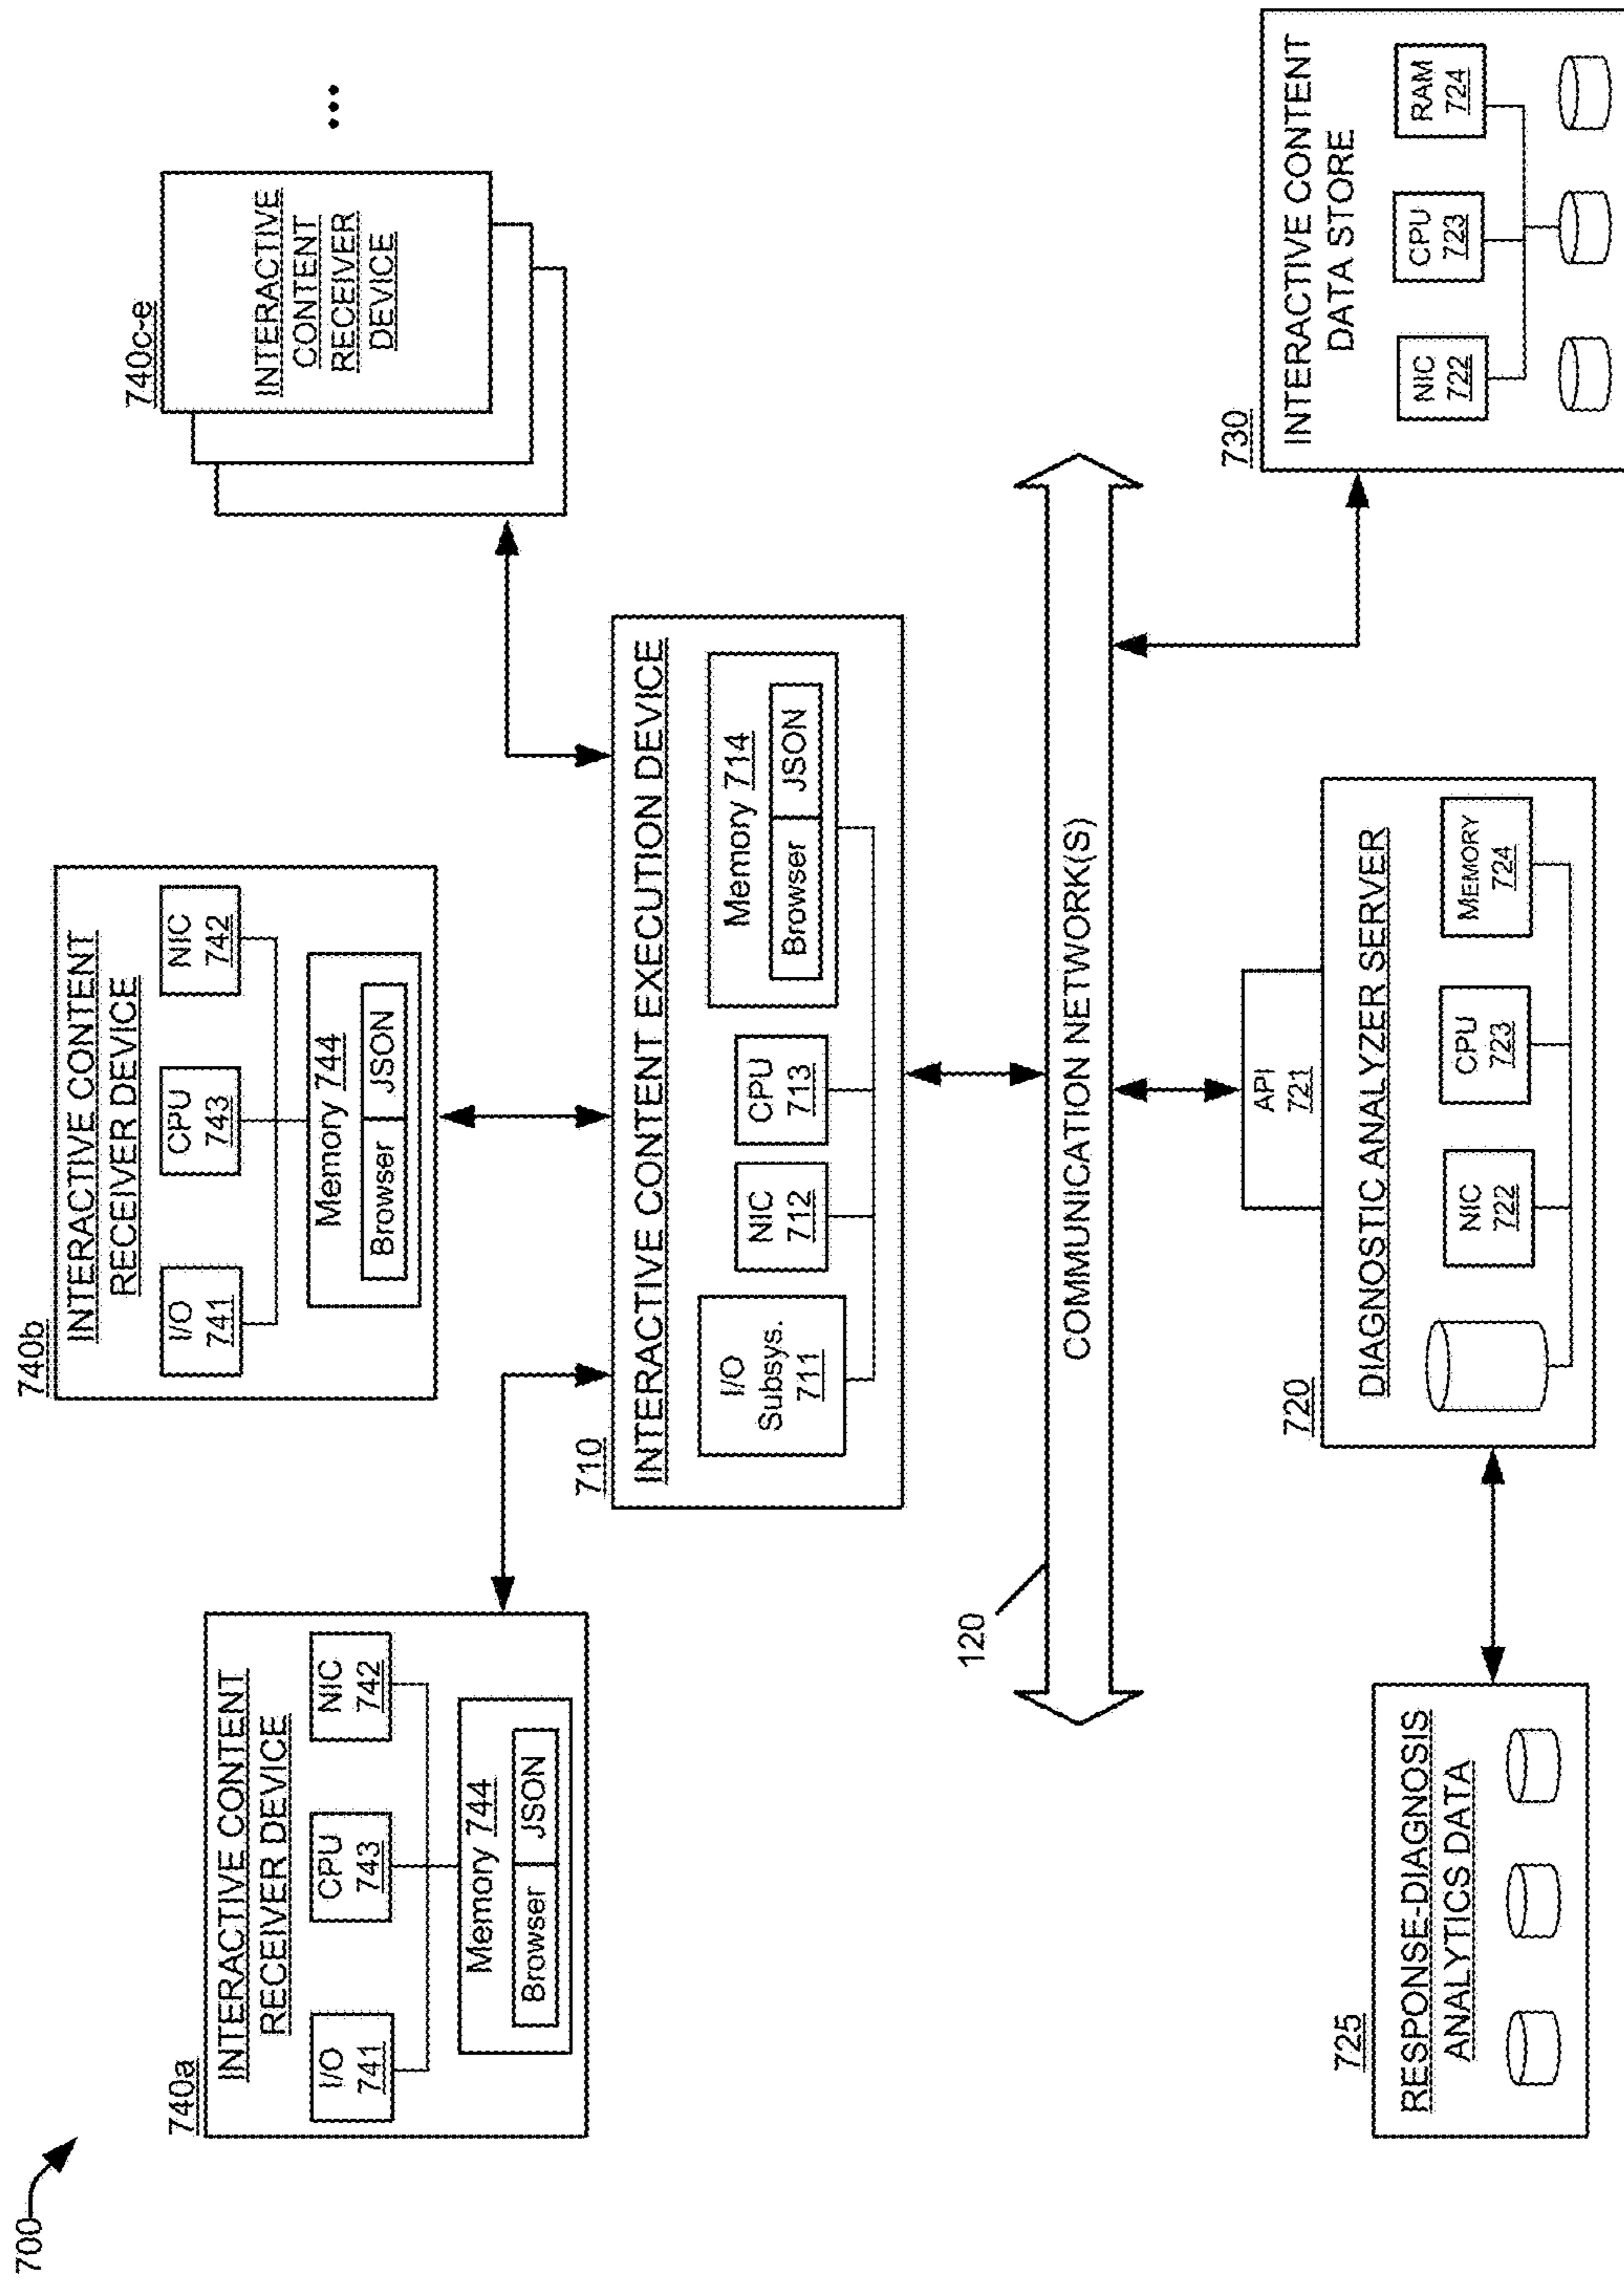 700
740a
INTERACTIVE CONTENT
RECEIVER DEVICE
I/O
741
CPU
743
NIC
742
Memory 744
Browser
JSON
740b
INTERACTIVE CONTENT
RECEIVER DEVICE
I/O
741
CPU
743
NIC
742
Memory 744
Browser
JSON
740c-e
INTERACTIVE
CONTENT
RECEIVER
DEVICE
...
710
INTERACTIVE CONTENT EXECUTION DEVICE
I/O
Subsys.
711
NIC
712
CPU
713
Memory 714
Browser
JSON
120
COMMUNICATION NETWORK(S)
725
RESPONSE-DIAGNOSIS
ANALYTICS DATA
720
API
721
DIAGNOSTIC ANALYZER SERVER
NIC
722
CPU
723
MEMORY
724
730
INTERACTIVE CONTENT
DATA STORE
NIC
722
CPU
723
RAM
724